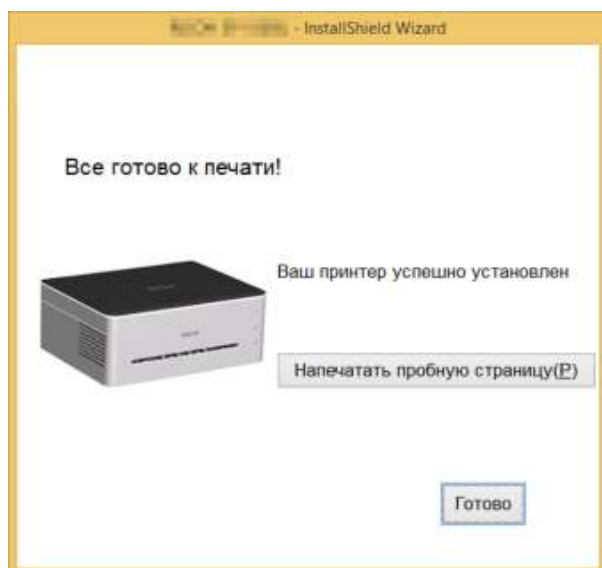 - InstallShield Wizard
Все готово к печати!
Ваш принтер успешно установлен
Напечатать пробную страницу(P)
Готово